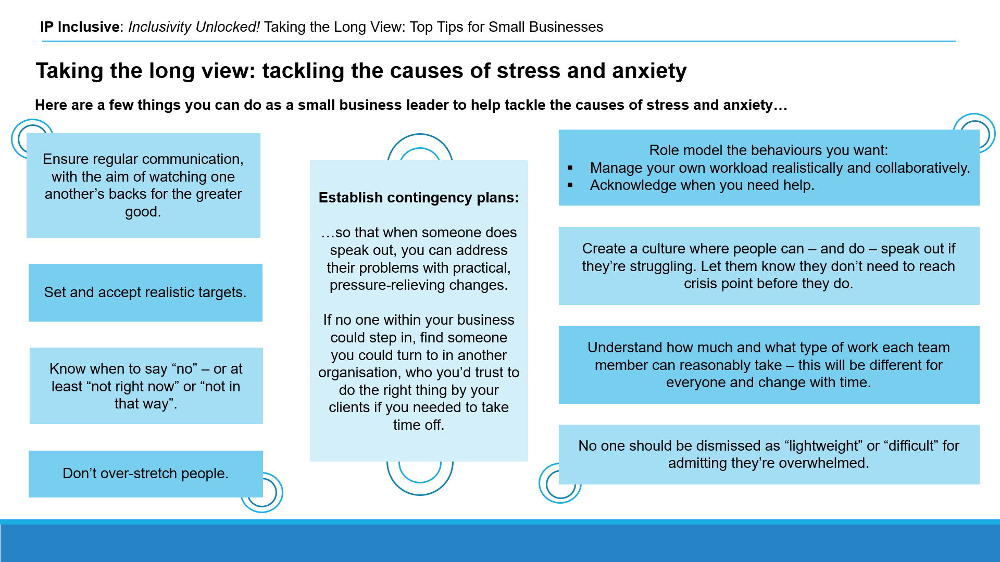 IP Inclusive: Inclusivity Unlocked! Taking the Long View: Top Tips for Small Businesses
Taking the long view: tackling the causes of stress and anxiety
Here are a few things you can do as a small business leader to help tackle the causes of stress and anxiety…
Ensure regular communication,
with the aim of watching one
another’s backs for the greater
good.
Set and accept realistic targets.
Know when to say “no” – or at
least “not right now” or “not in
that way”.
Don’t over-stretch people.
Establish contingency plans:
…so that when someone does
speak out, you can address
their problems with practical,
pressure-relieving changes.
If no one within your business
could step in, find someone
you could turn to in another
organisation, who you’d trust to
do the right thing by your
clients if you needed to take
time off.
Role model the behaviours you want:
▪ Manage your own workload realistically and collaboratively.
▪ Acknowledge when you need help.
Create a culture where people can – and do – speak out if
they’re struggling. Let them know they don’t need to reach
crisis point before they do.
Understand how much and what type of work each team
member can reasonably take – this will be different for
everyone and change with time.
No one should be dismissed as “lightweight” or “difficult” for
admitting they’re overwhelmed.